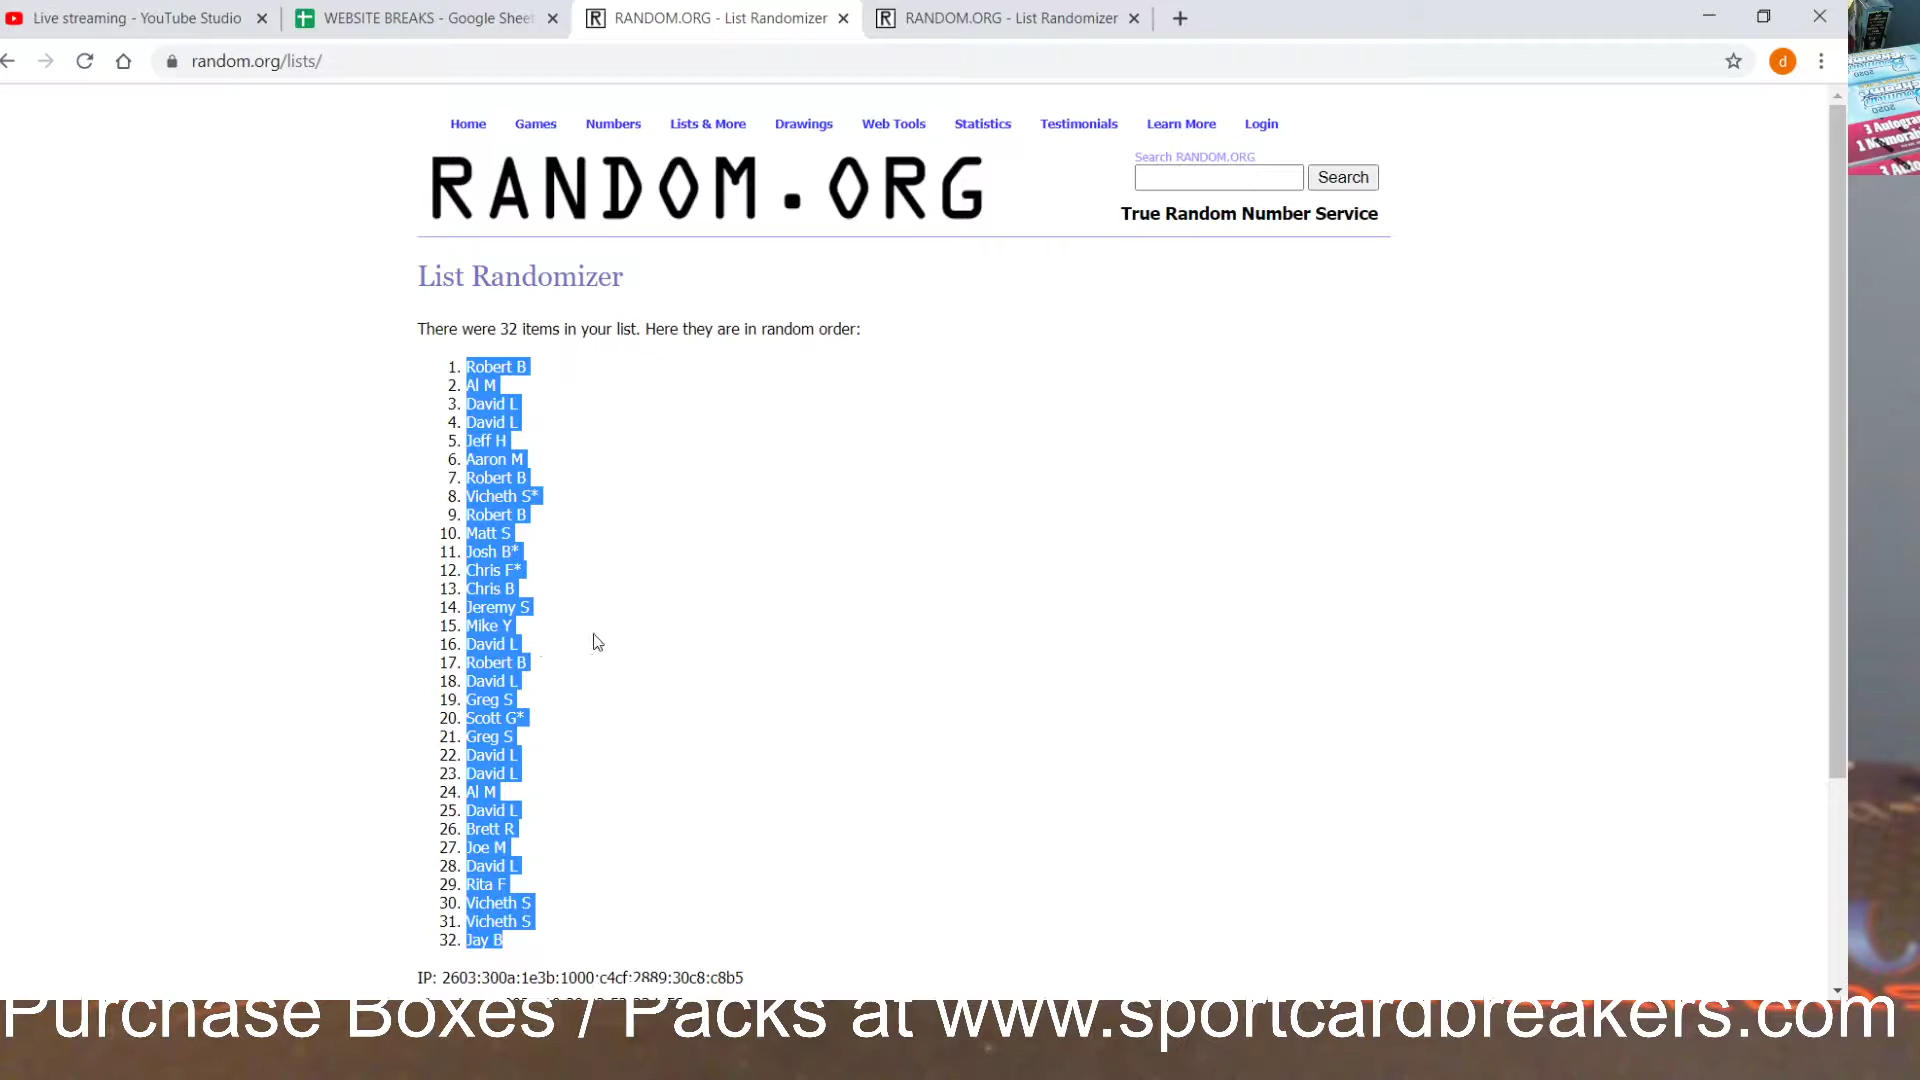 Live streaming - YouTube Studio
WEBSITE BREAKS - Google Sheet
RANDOM.ORG - List Randomizer
RANDOM.ORG - List Randomizer
random.org/lists/
d
Home Games Numbers Lists & More Drawings Web Tools Statistics Testimonials Learn More Login
RANDOM.ORG
Search RANDOM.ORG
Search
True Random Number Service
List Randomizer
There were 32 items in your list. Here they are in random order:
1. Robert B
2. Al M
3. David L
4. David L
5. Jeff H
6. Aaron M
7. Robert B
8. Vicheth S*
9. Robert B
10. Matt S
11. Josh B*
12. Chris F*
13. Chris B
14. Jeremy S
15. Mike Y
16. David L
17. Robert B
18. David L
19. Greg S
20. Scott G*
21. Greg S
22. David L
23. David L
24. Al M
25. David L
26. Brett R
27. Joe M
28. David L
29. Rita F
30. Vicheth S
31. Vicheth S
32. Jay B
IP: 2603:300a:1e3b:1000:c4cf:2889:30c8:c8b5
Purchase Boxes / Packs at www.sportcardbreakers.com